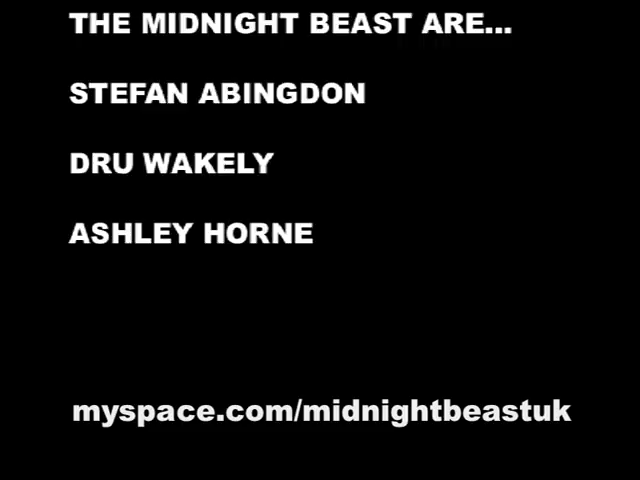 THE MIDNIGHT BEAST ARE...
STEFAN ABINGDON
DRU WAKELY
ASHLEY HORNE
myspace.com/midnightbeastuk